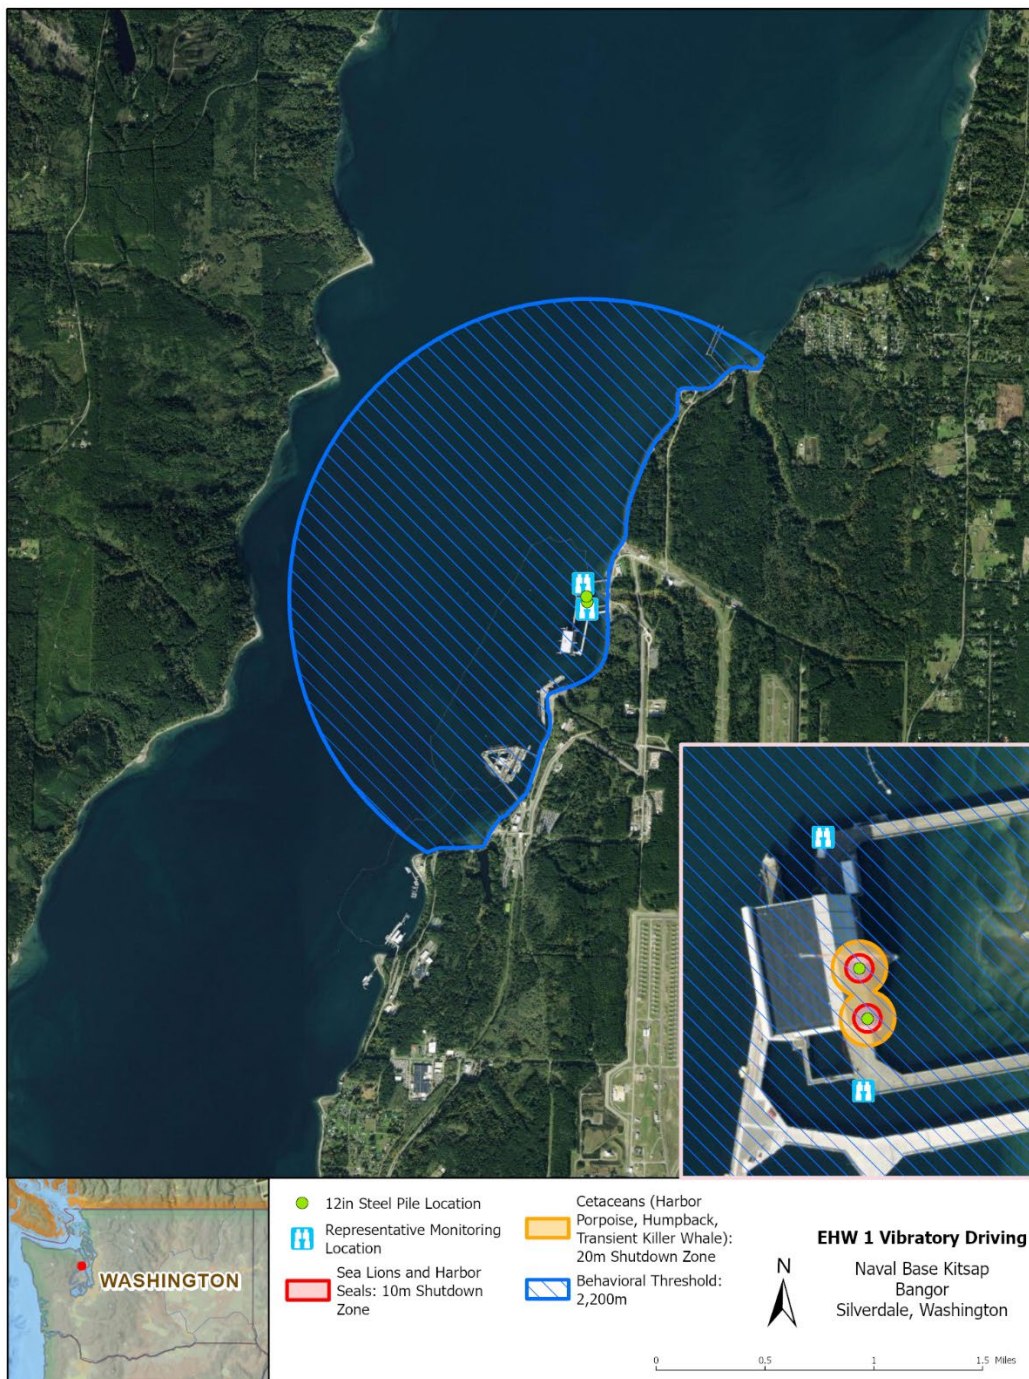 WASHINGTON
12in Steel Pile Location
Representative Monitoring
Location
Sea Lions and Harbor
Seals: 10m Shutdown
Zone
Cetaceans (Harbor
Porpoise, Humpback,
Transient Killer Whale):
20m Shutdown Zone
Behavioral Threshold:
2,200m
EHW 1 Vibratory Driving
Naval Base Kitsap
Bangor
Silverdale, Washington
N
0 0.5 1 1.5 Miles